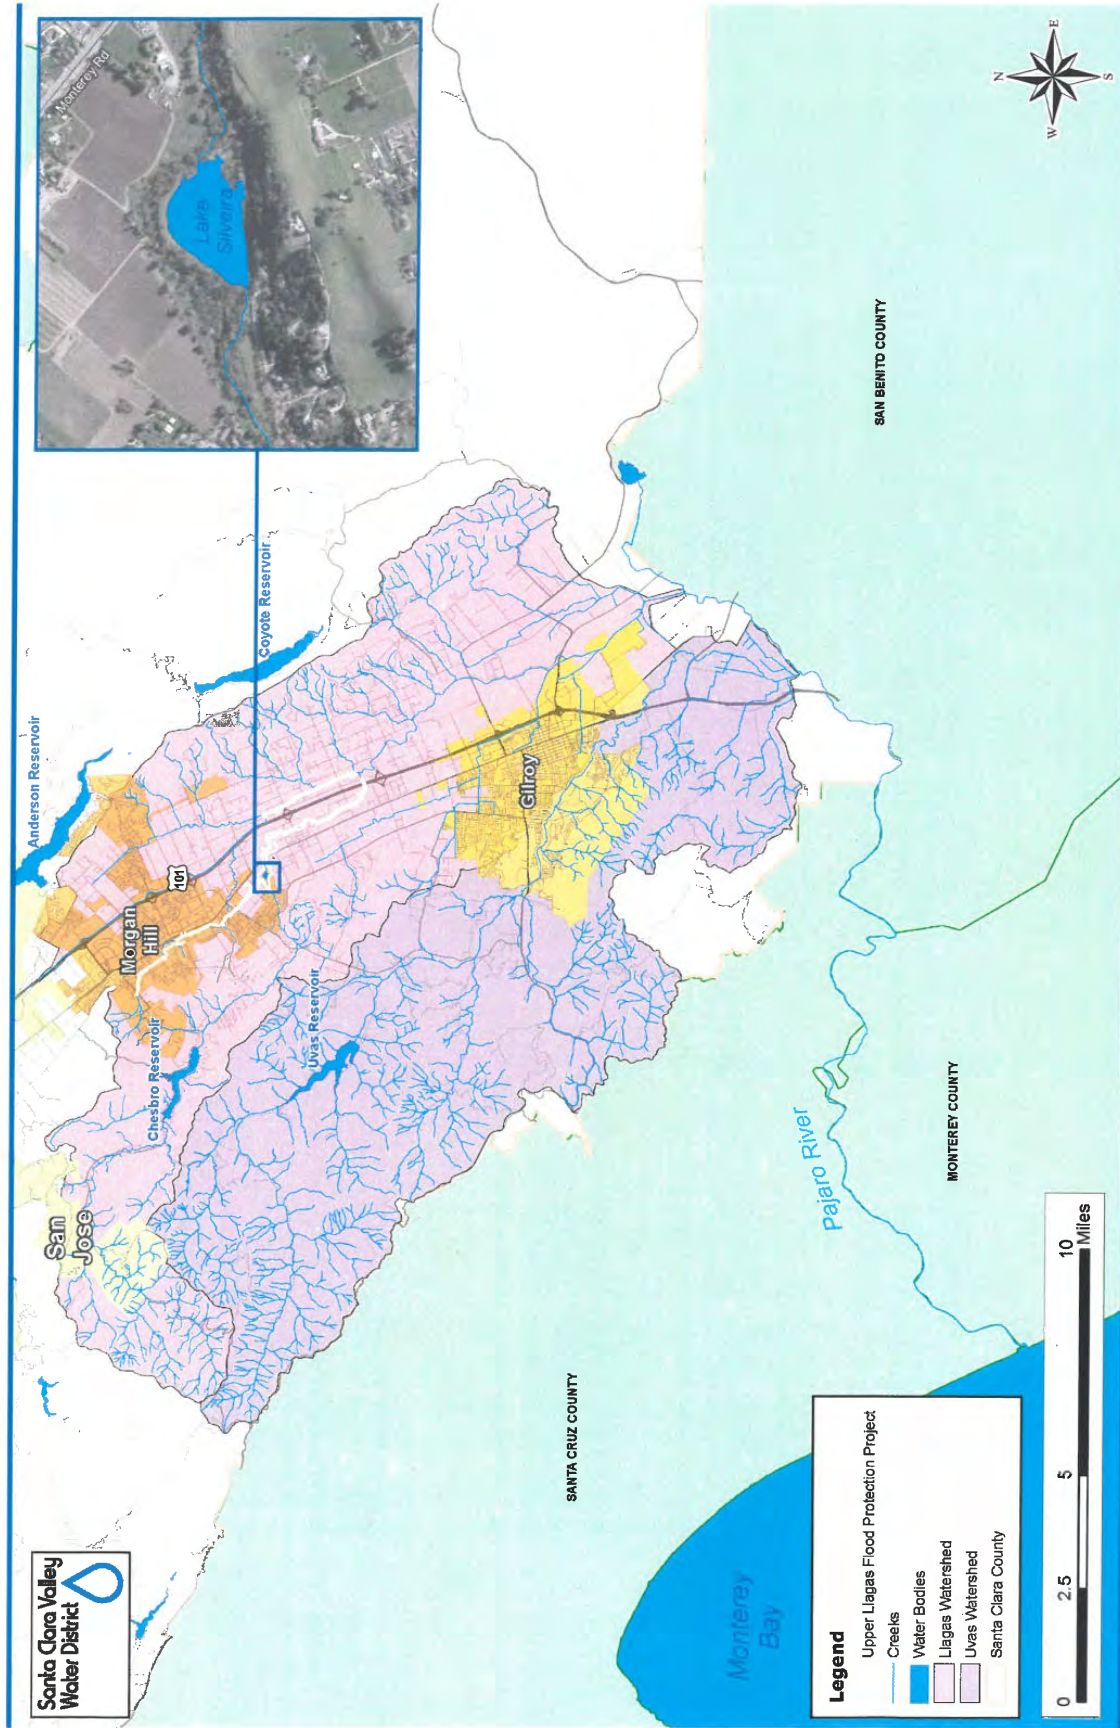 Santa Clara Valley
Water District
San
Jose
Chesbro Reservoir
Morgan
Hill
Anderson Reservoir
101
Uvas Reservoir
Coyote Reservoir
Gilroy
Monterey Rd
Lake
Silveira
N
E
W
S
SANTA CRUZ COUNTY
SAN BENITO COUNTY
MONTEREY COUNTY
Pajaro River
Monterey
Bay
Legend
Upper Llagas Flood Protection Project
Creeks
Water Bodies
Llagas Watershed
Uvas Watershed
Santa Clara County
0 2.5 5 10
Miles